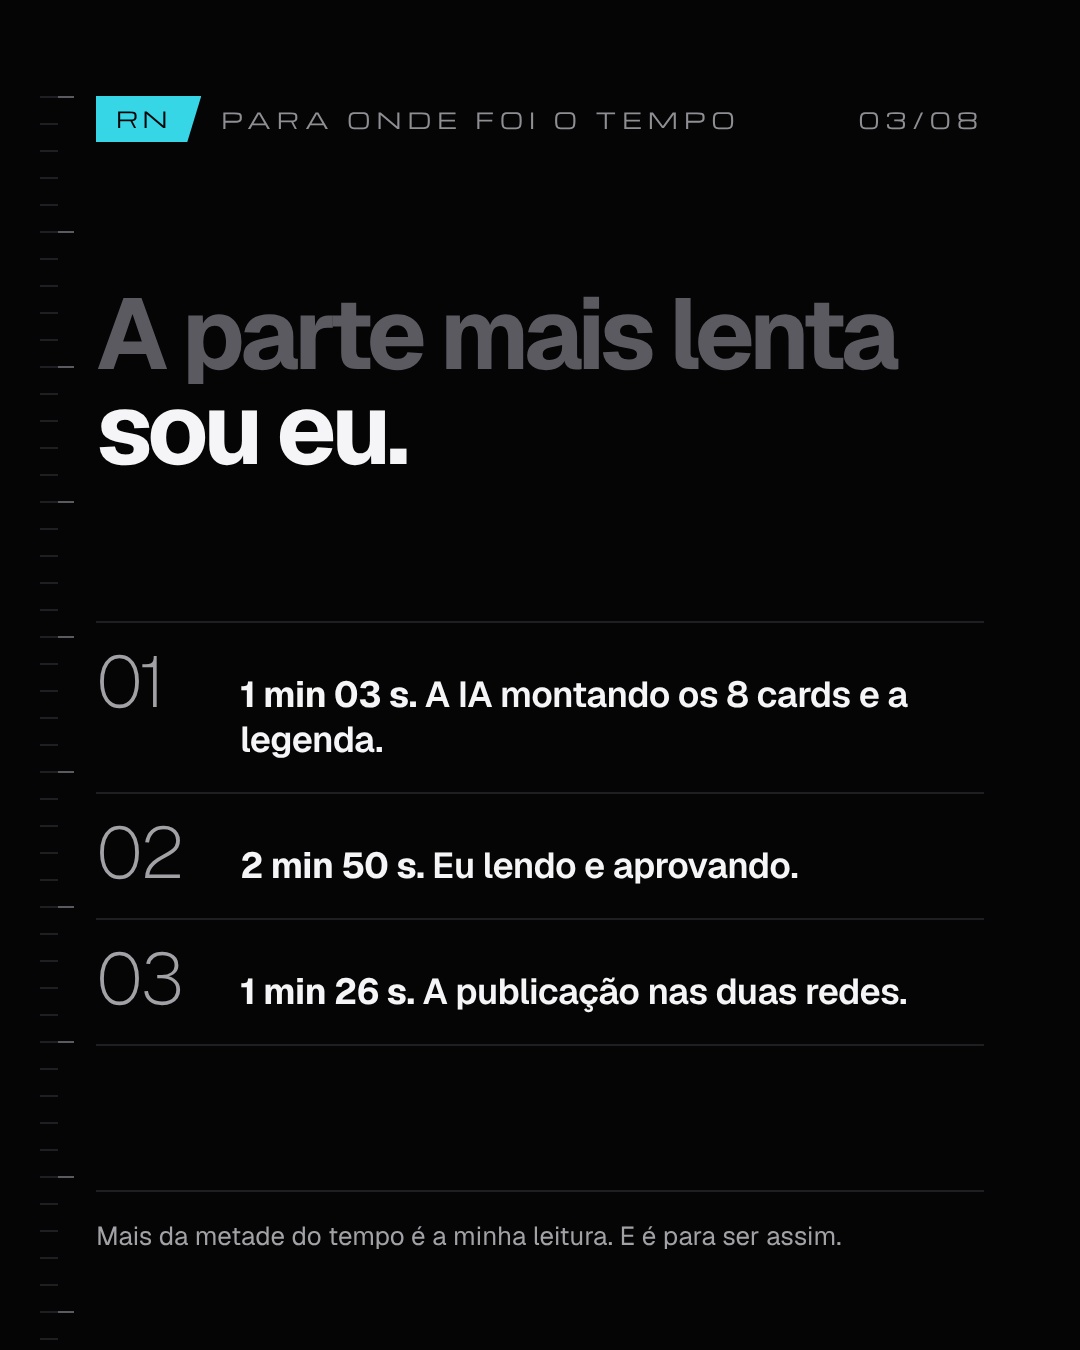 RN PARA ONDE FOI O TEMPO 03/08
A parte mais lenta
sou eu.
01 1 min 03 s. A IA montando os 8 cards e a
legenda.
02 2 min 50 s. Eu lendo e aprovando.
03 1 min 26 s. A publicação nas duas redes.
Mais da metade do tempo é a minha leitura. E é para ser assim.